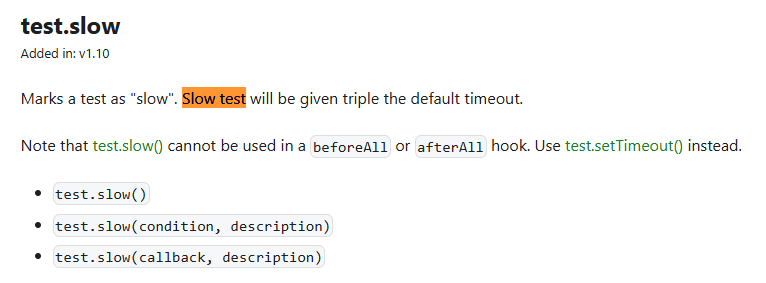 test.slow
Added in: v1.10
Marks a test as "slow". Slow test will be given triple the default timeout.
Note that test.slow() cannot be used in a beforeAll or afterAll hook. Use test.setTimeout() instead.
test.slow()
test.slow(condition, description)
test.slow(callback, description)